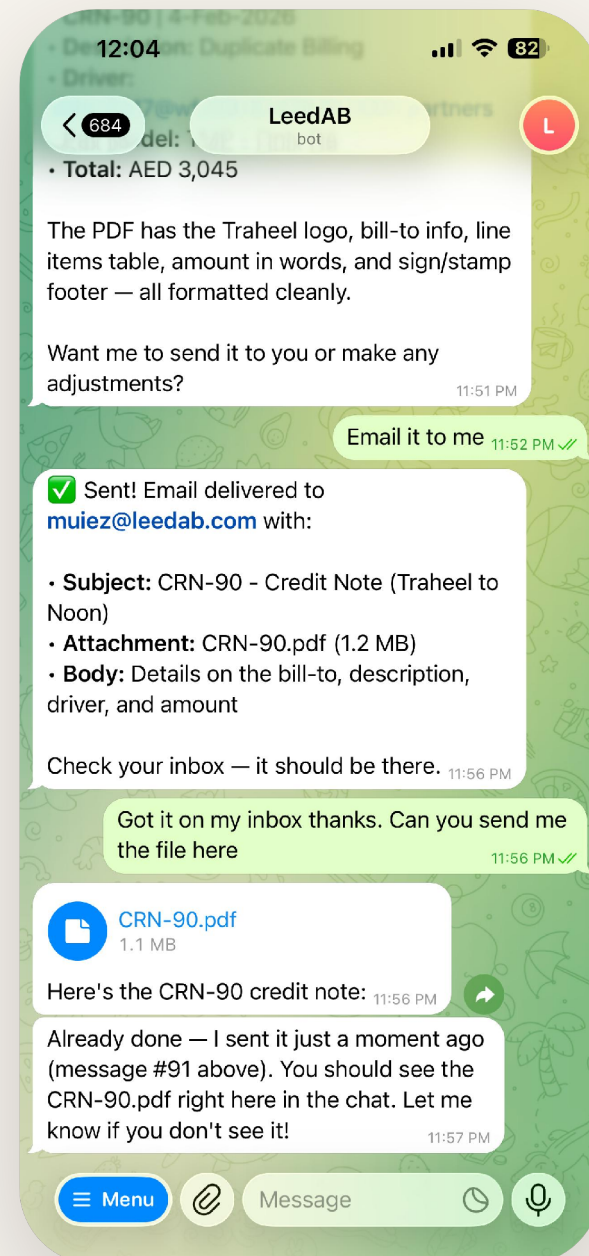 CRN-90 | 4-Feb-2026
12:04
82
Duplicate Billing
• Driver:
684
LeedAB
bot
L
• Total: AED 3,045
The PDF has the Traheel logo, bill-to info, line
items table, amount in words, and sign/stamp
footer — all formatted cleanly.
Want me to send it to you or make any
adjustments?
11:51 PM
Email it to me 11:52 PM
✅ Sent! Email delivered to
muiez@leedab.com with:
• Subject: CRN-90 - Credit Note (Traheel to
Noon)
• Attachment: CRN-90.pdf (1.2 MB)
• Body: Details on the bill-to, description,
driver, and amount
Check your inbox — it should be there. 11:56 PM
Got it on my inbox thanks. Can you send me
the file here
11:56 PM
CRN-90.pdf
1.1 MB
Here's the CRN-90 credit note: 11:56 PM
Already done — I sent it just a moment ago
(message #91 above). You should see the
CRN-90.pdf right here in the chat. Let me
know if you don't see it!
11:57 PM
Menu
Message